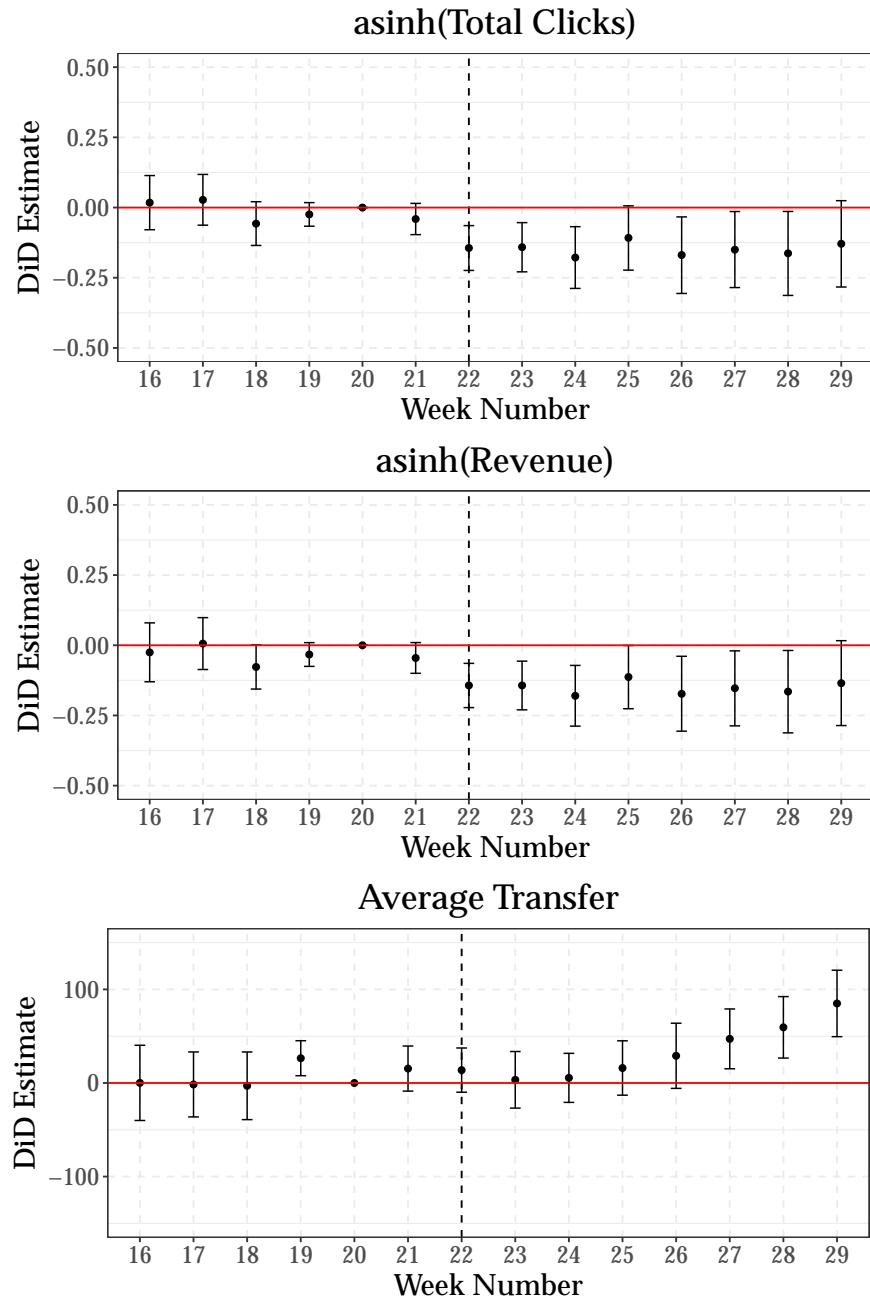 asinh(Total Clicks)
DiD Estimate
0.50
0.25
0.00
−0.25
−0.50
16 17 18 19 20 21 22 23 24 25 26 27 28 29
Week Number
asinh(Revenue)
DiD Estimate
0.50
0.25
0.00
−0.25
−0.50
16 17 18 19 20 21 22 23 24 25 26 27 28 29
Week Number
Average Transfer
DiD Estimate
100
0
−100
16 17 18 19 20 21 22 23 24 25 26 27 28 29
Week Number